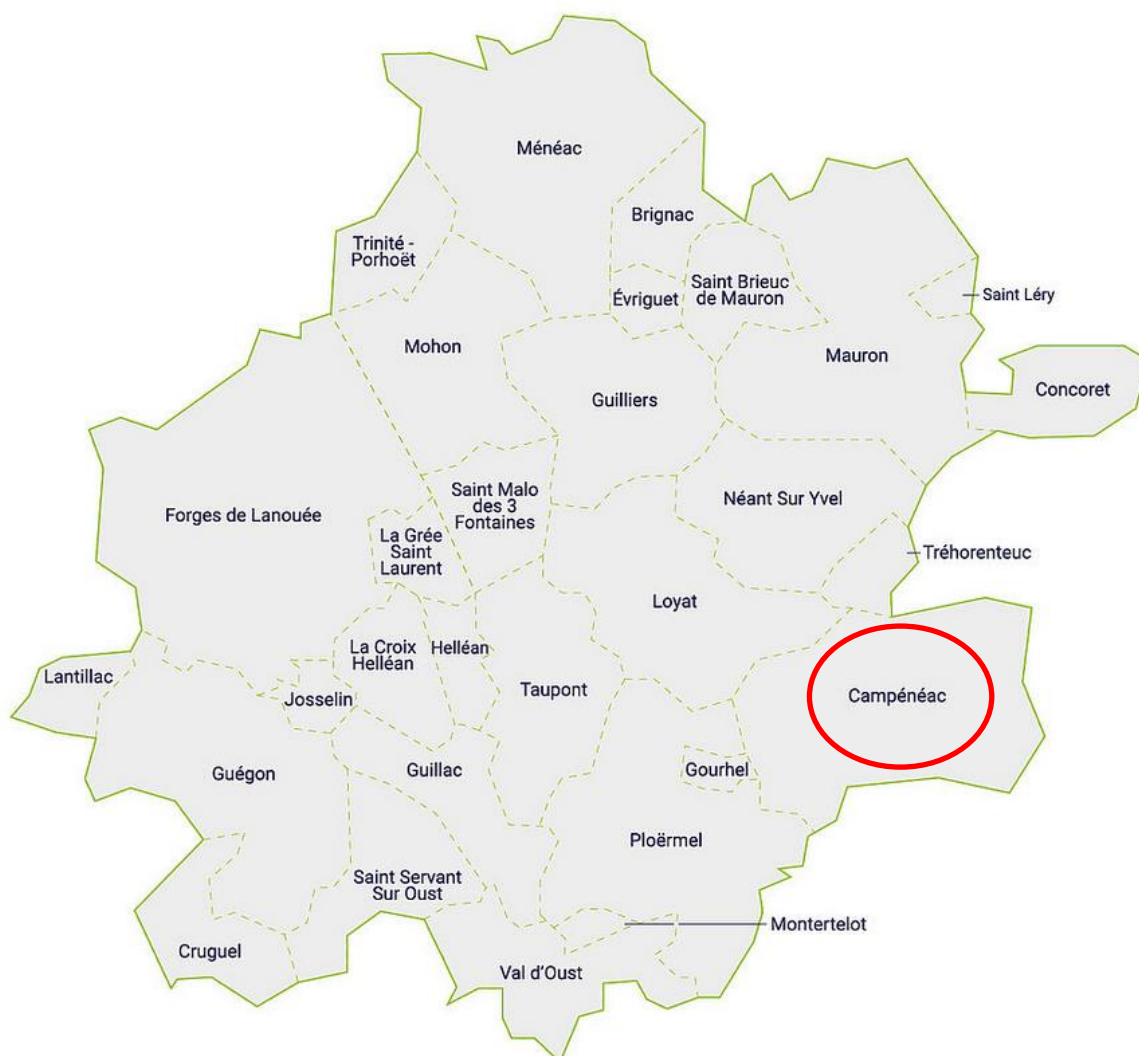 Ménéac
Brignac
Trinité -
Porhoët
Évriguet
Saint Brieuc
de Mauron
Saint Léry
Mohon
Mauron
Concoret
Guilliers
Saint Malo
des 3
Fontaines
Néant Sur Yvel
Forges de Lanouée
La Grée
Saint
Laurent
Tréhorenteuc
Loyat
La Croix
Helléan
Helléan
Lantillac
Josselin
Taupont
Campénéac
Guégon
Guillac
Gourhel
Ploërmel
Saint Servant
Sur Oust
Montertelot
Cruguel
Val d'Oust